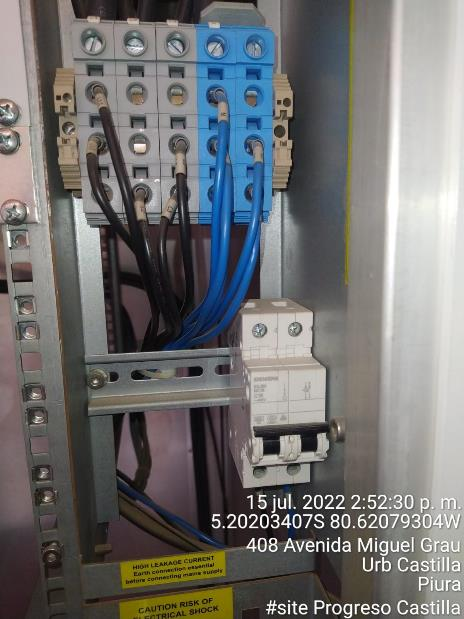 SIEMENS
15 jul. 2022 2:52:30 p. m.
5.20203407S 80.62079304W
408 Avenida Miguel Grau
Urb Castilla
Piura
#site Progreso Castilla
HIGH LEAKAGE CURRENT
Earth connection essential
before connecting mains supply
CAUTION RISK OF
ELECTRICAL SHOCK